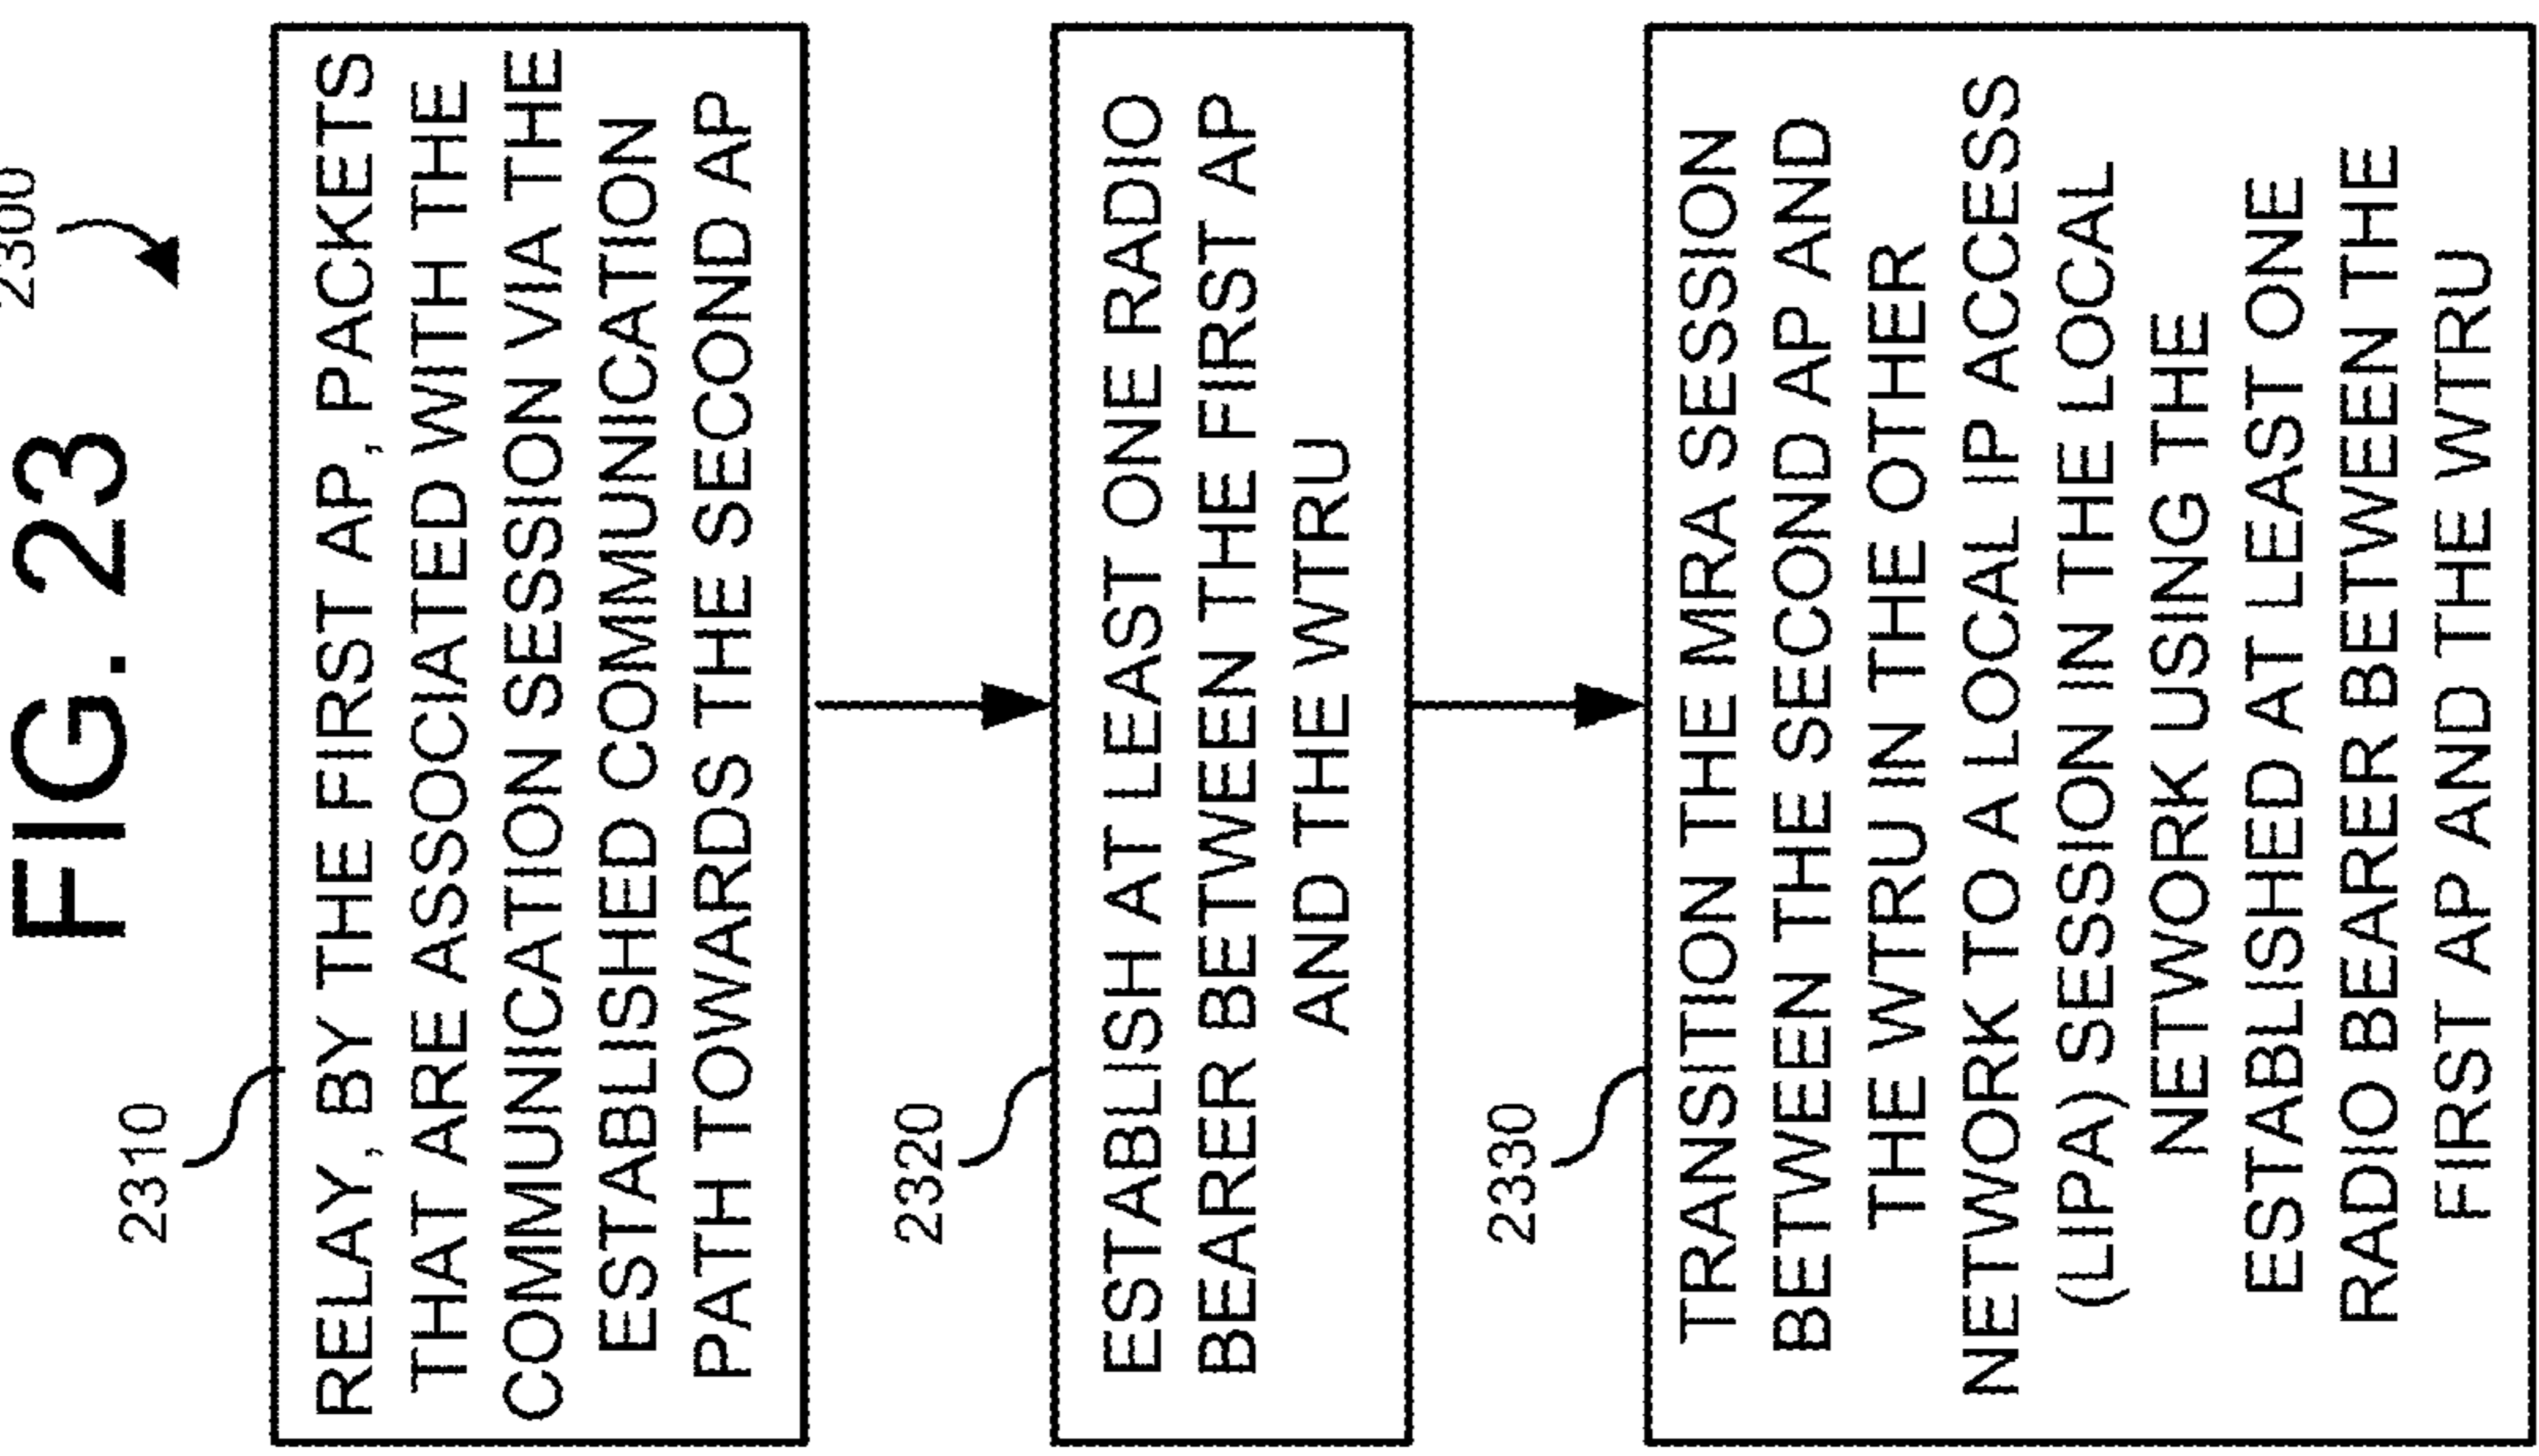 FIG. 23
2300
2310
RELAY, BY THE FIRST AP, PACKETS
THAT ARE ASSOCIATED WITH THE
COMMUNICATION SESSION VIA THE
ESTABLISHED COMMUNICATION
PATH TOWARDS THE SECOND AP
2320
ESTABLISH AT LEAST ONE RADIO
BEARER BETWEEN THE FIRST AP
AND THE WTRU
2330
TRANSITION THE MRA SESSION
BETWEEN THE SECOND AP AND
THE WTRU IN THE OTHER
NETWORK TO A LOCAL IP ACCESS
(LIPA) SESSION IN THE LOCAL
NETWORK USING THE
ESTABLISHED AT LEAST ONE
RADIO BEARER BETWEEN THE
FIRST AP AND THE WTRU